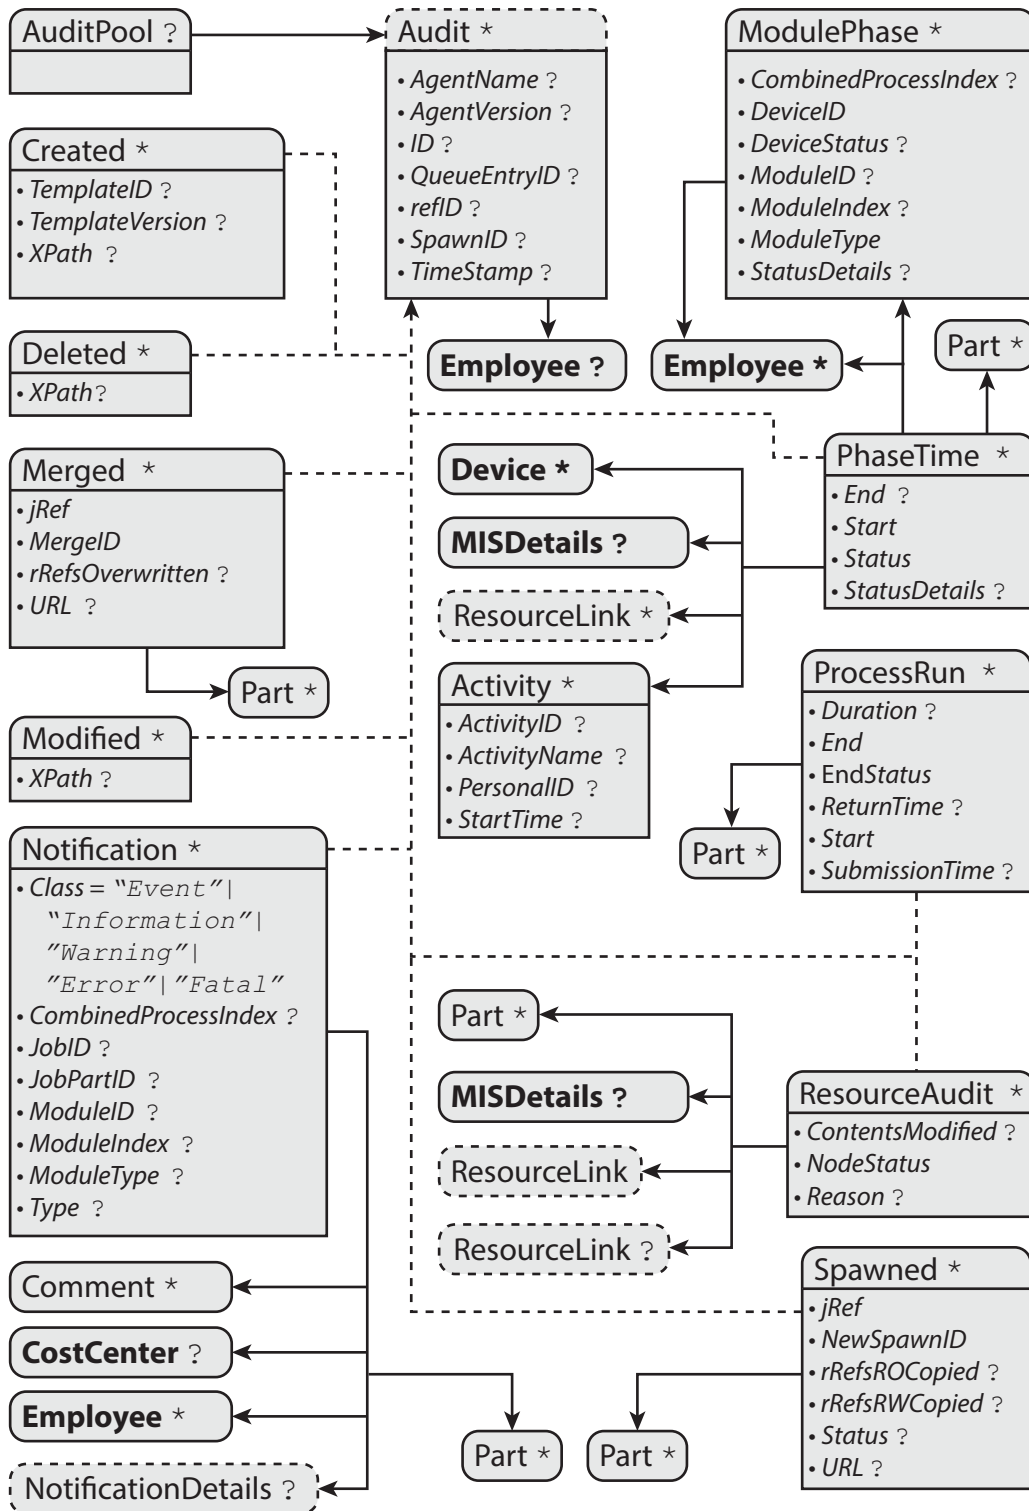 AuditPool ?
Audit *
• AgentName ?
• AgentVersion ?
• ID ?
• QueueEntryID ?
• refID ?
• SpawnID ?
• TimeStamp ?
Employee ?
ModulePhase *
• CombinedProcessIndex ?
• DeviceID
• DeviceStatus ?
• ModuleID ?
• ModuleIndex ?
• ModuleType
• StatusDetails ?
Employee *
Part *
Created *
• TemplateID ?
• TemplateVersion ?
• XPath ?
Deleted *
• XPath?
Merged *
• jRef
• MergeID
• rRefsOverwritten ?
• URL ?
Part *
PhaseTime *
• End ?
• Start
• Status
• StatusDetails ?
Device *
MISDetails ?
ResourceLink *
Activity *
• ActivityID ?
• ActivityName ?
• PersonalID ?
• StartTime ?
Modified *
• XPath ?
ProcessRun *
• Duration ?
• End
• EndStatus
• ReturnTime ?
• Start
• SubmissionTime ?
Part *
Notification *
• Class = “Event”|
“Information”|
”Warning”|
”Error”|”Fatal”
• CombinedProcessIndex ?
• JobID ?
• JobPartID ?
• ModuleID ?
• ModuleIndex ?
• ModuleType ?
• Type ?
Part *
MISDetails ?
ResourceLink
ResourceLink ?
ResourceAudit *
• ContentsModified ?
• NodeStatus
• Reason ?
Spawned *
• jRef
• NewSpawnID
• rRefsROCopied ?
• rRefsRWCopied ?
• Status ?
• URL ?
Comment *
CostCenter ?
Employee *
NotificationDetails ?
Part *
Part *